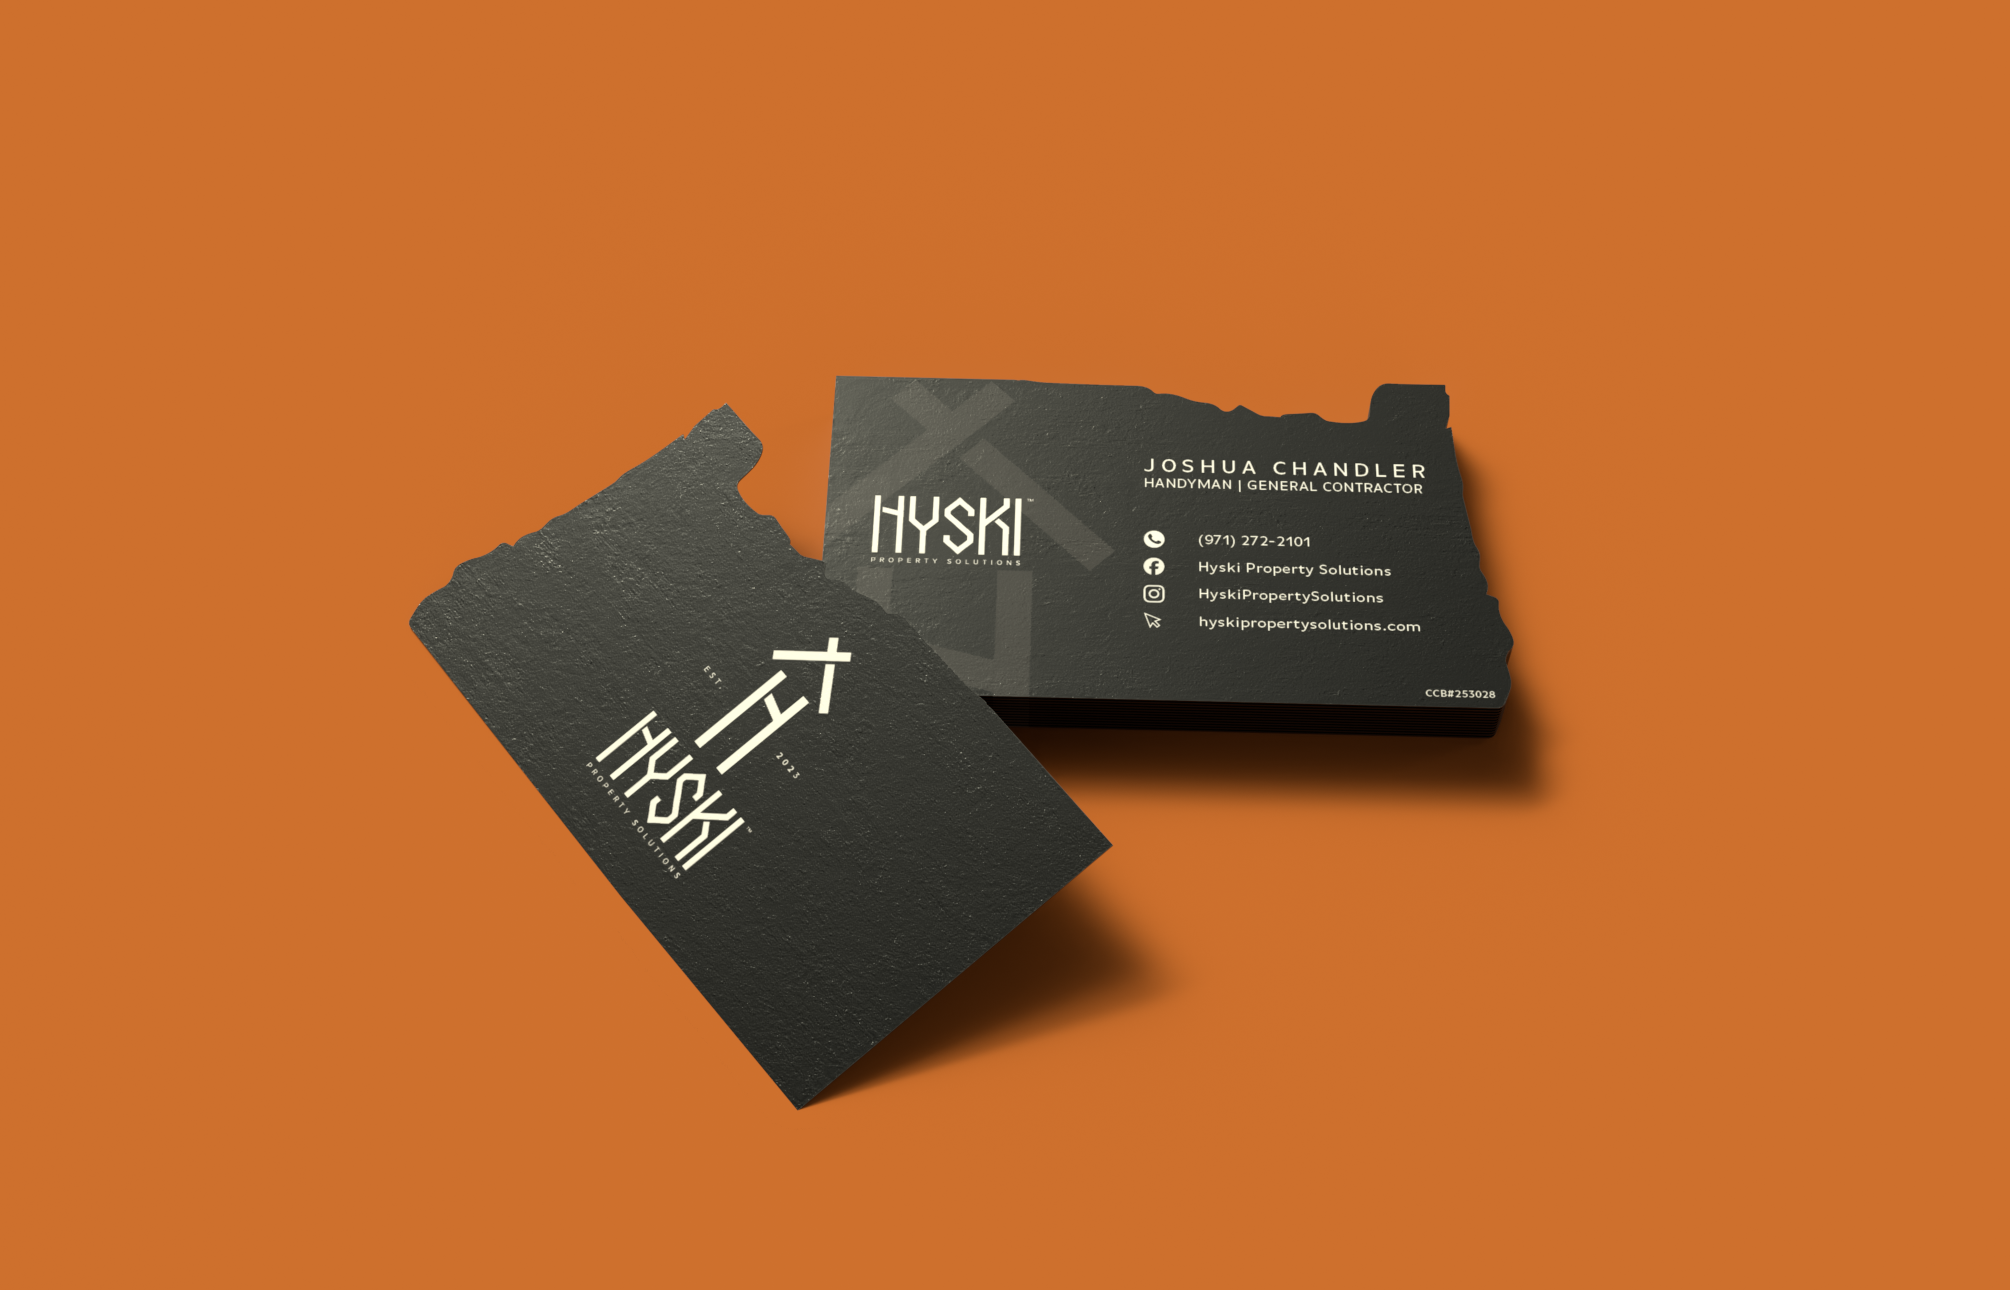 HYSKI™
PROPERTY SOLUTIONS
JOSHUA CHANDLER
HANDYMAN | GENERAL CONTRACTOR
(971) 272-2101
Hyski Property Solutions
HyskiPropertySolutions
hyskipropertysolutions.com
CCB#253028
EST.
2023
HYSKI™
PROPERTY SOLUTIONS